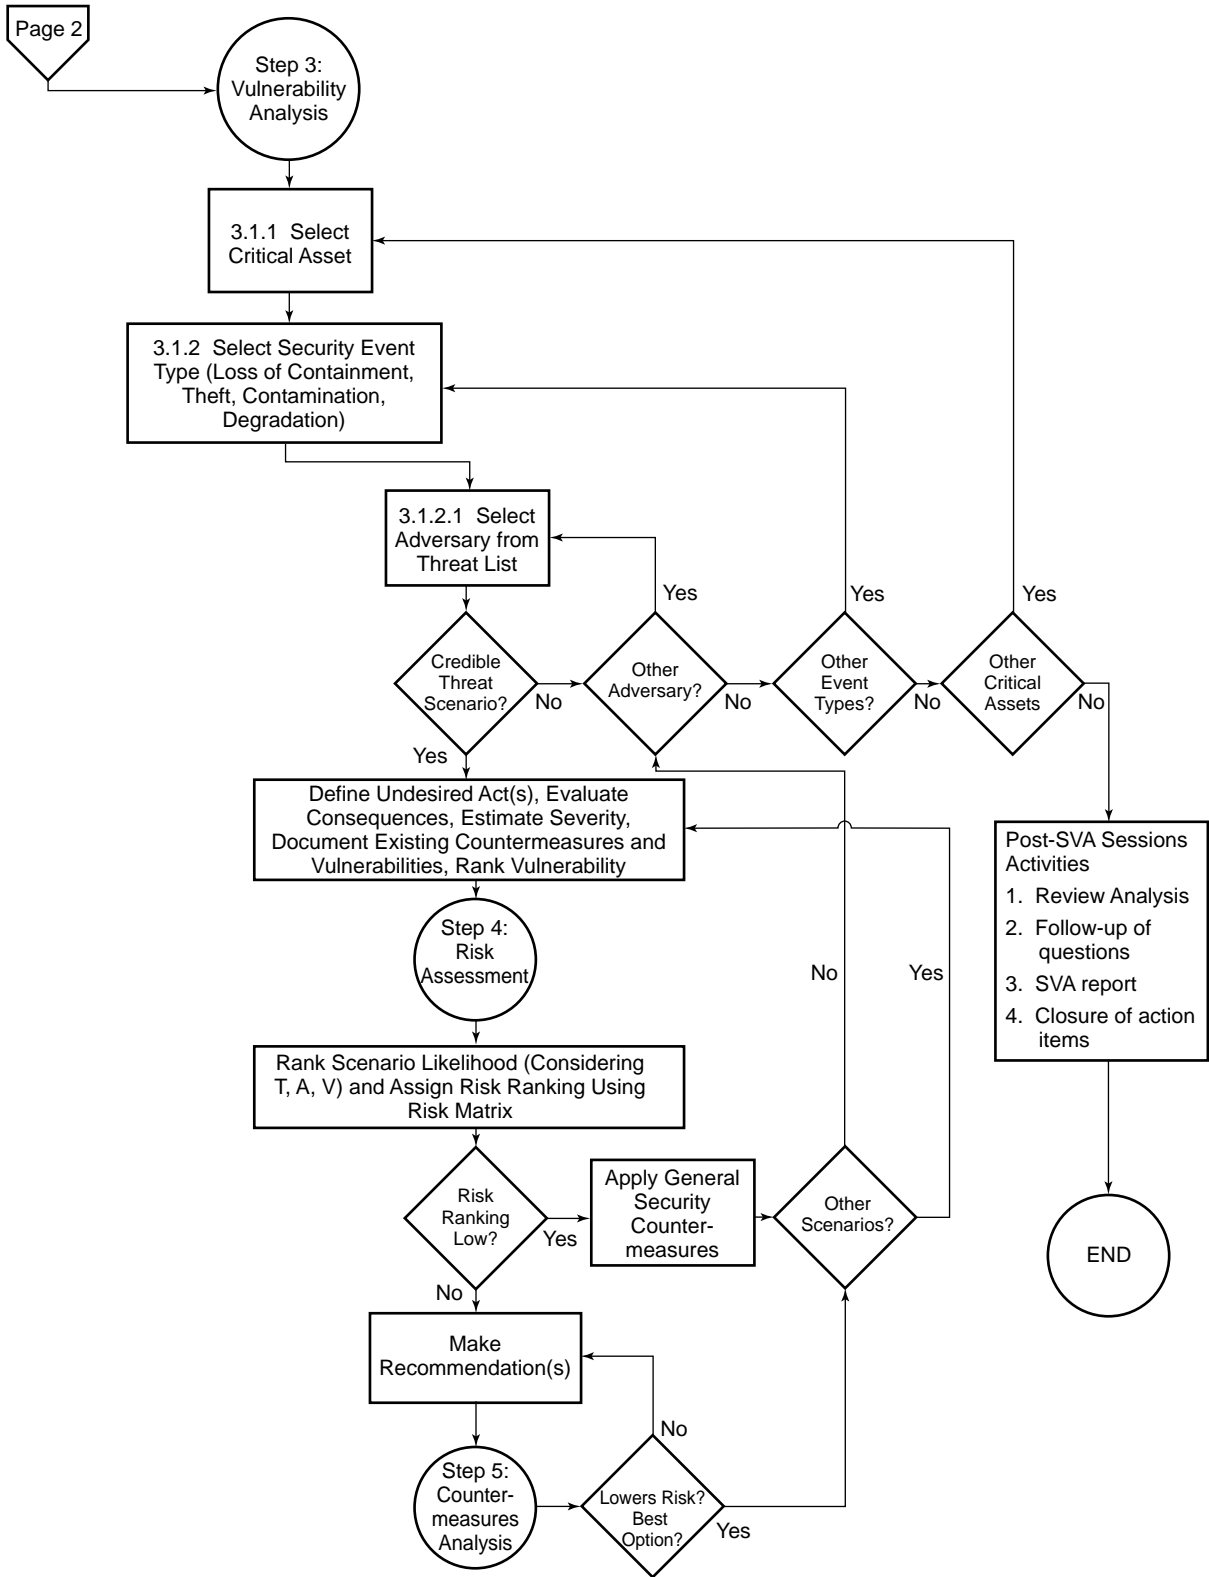 Page 2
Step 3:
Vulnerability
Analysis
3.1.1 Select
Critical Asset
3.1.2 Select Security Event
Type (Loss of Containment,
Theft, Contamination,
Degradation)
3.1.2.1 Select
Adversary from
Threat List
Yes
Yes
Yes
Credible
Threat
Scenario?
No
Other
Adversary?
No
Other
Event
Types?
No
Other
Critical
Assets
No
Yes
Define Undesired Act(s), Evaluate
Consequences, Estimate Severity,
Document Existing Countermeasures and
Vulnerabilities, Rank Vulnerability
Post-SVA Sessions
Activities
1. Review Analysis
2. Follow-up of
questions
3. SVA report
4. Closure of action
items
Step 4:
Risk
Assessment
No
Yes
Rank Scenario Likelihood (Considering
T, A, V) and Assign Risk Ranking Using
Risk Matrix
Risk
Ranking
Low?
Yes
Apply General
Security
Counter-
measures
Other
Scenarios?
END
No
Make
Recommendation(s)
No
Step 5:
Counter-
measures
Analysis
Lowers Risk?
Best
Option?
Yes